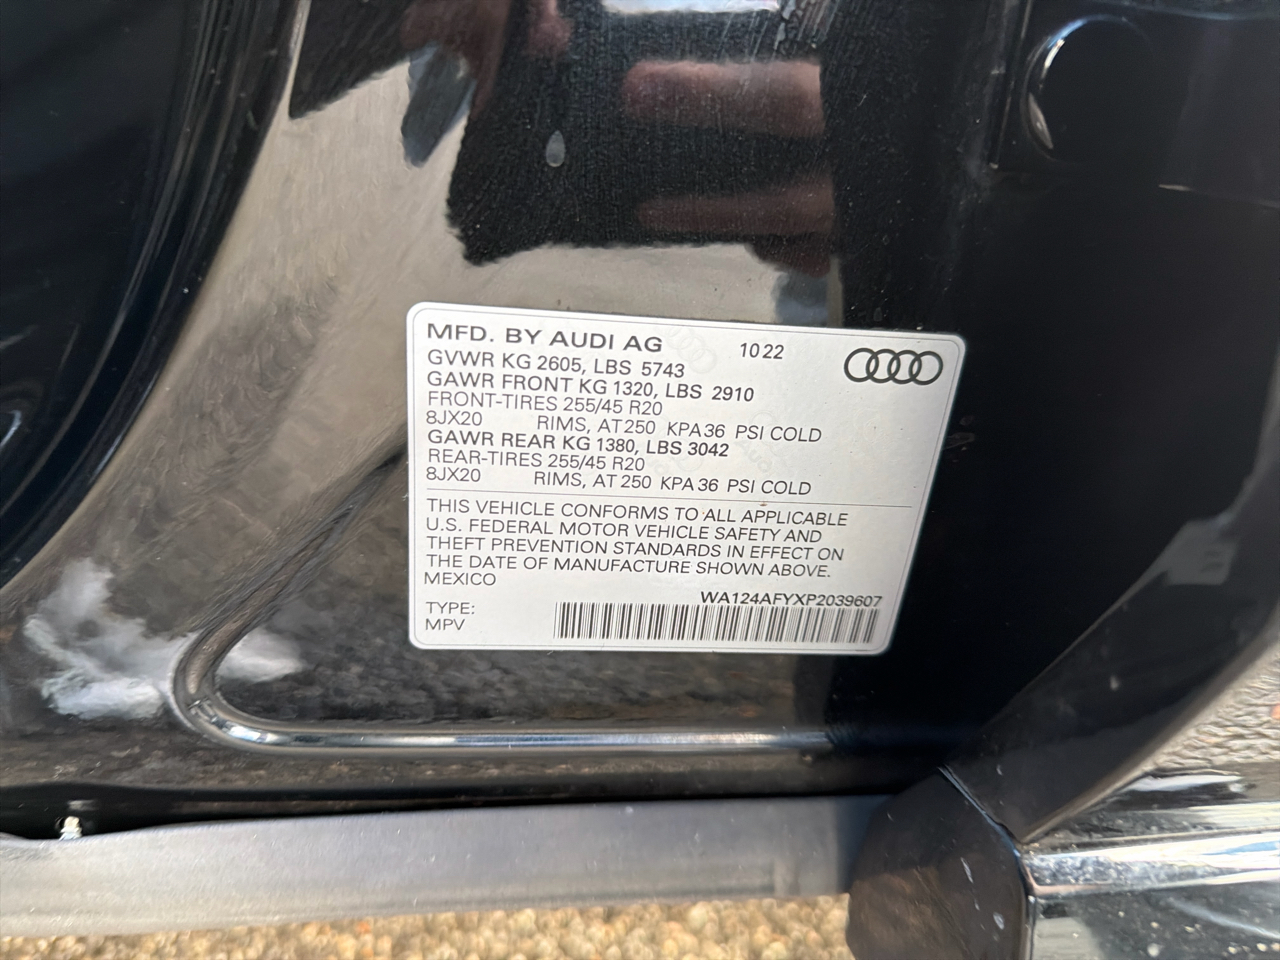 MFD. BY AUDI AG 1022
GVWR KG 2605, LBS 5743
GAWR FRONT KG 1320, LBS 2910
FRONT-TIRES 255/45 R20
8JX20 RIMS, AT 250 KPA 36 PSI COLD
GAWR REAR KG 1380, LBS 3042
REAR-TIRES 255/45 R20
8JX20 RIMS, AT 250 KPA 36 PSI COLD
THIS VEHICLE CONFORMS TO ALL APPLICABLE
U.S. FEDERAL MOTOR VEHICLE SAFETY AND
THEFT PREVENTION STANDARDS IN EFFECT ON
THE DATE OF MANUFACTURE SHOWN ABOVE.
MEXICO
WA124AFYXP2039607
TYPE:
MPV